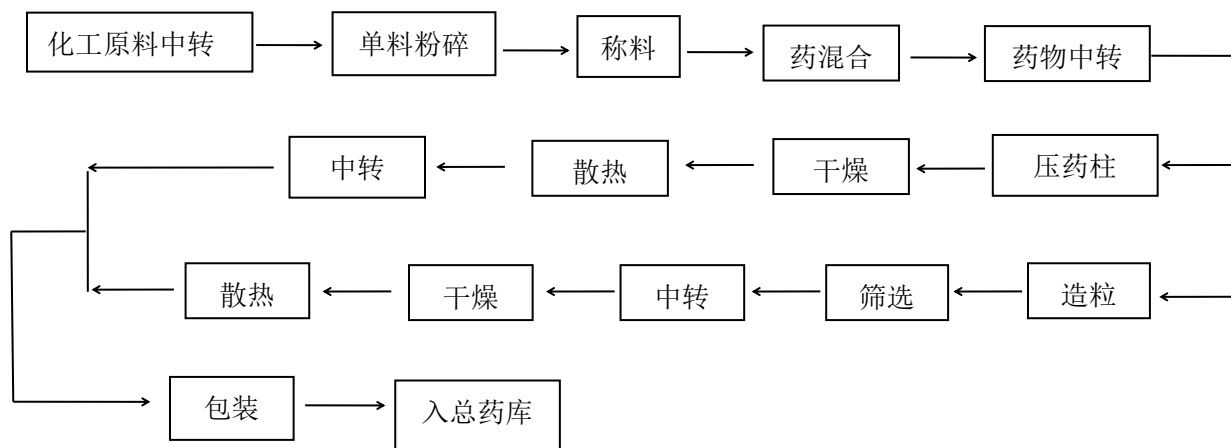 化工原料中转 单料粉碎 称料 药混合 药物中转
中转 散热 干燥 压药柱
散热 干燥 中转 筛选 造粒
包装 入总药库